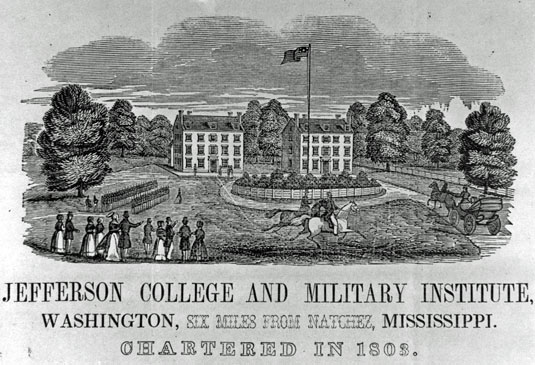 JEFFERSON COLLEGE AND MILITARY INSTITUTE,
WASHINGTON, SIX MILES FROM NATCHEZ, MISSISSIPPI.
CHARTERED IN 1803.